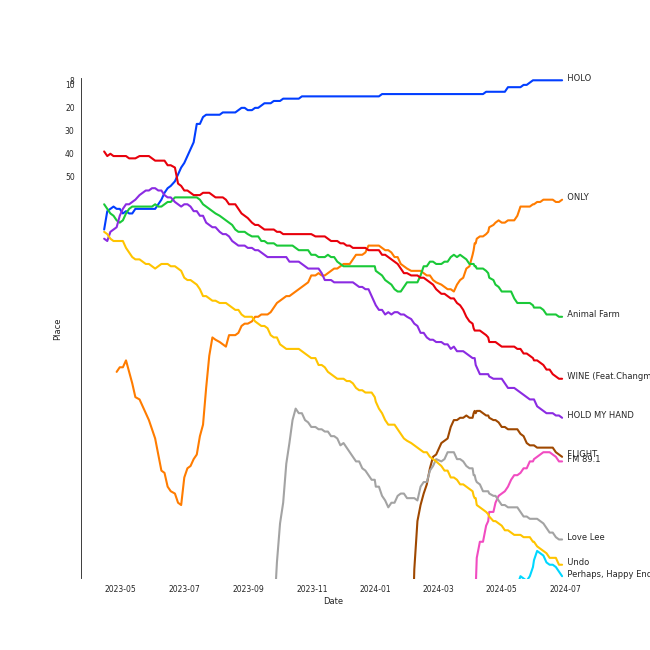 8
10
20
30
40
50
Place
HOLO
ONLY
Animal Farm
WINE (Feat.Changm
HOLD MY HAND
FLIGHT
FM 89.1
Love Lee
Undo
Perhaps, Happy End
2023-05 2023-07 2023-09 2023-11 2024-01 2024-03 2024-05 2024-07
Date